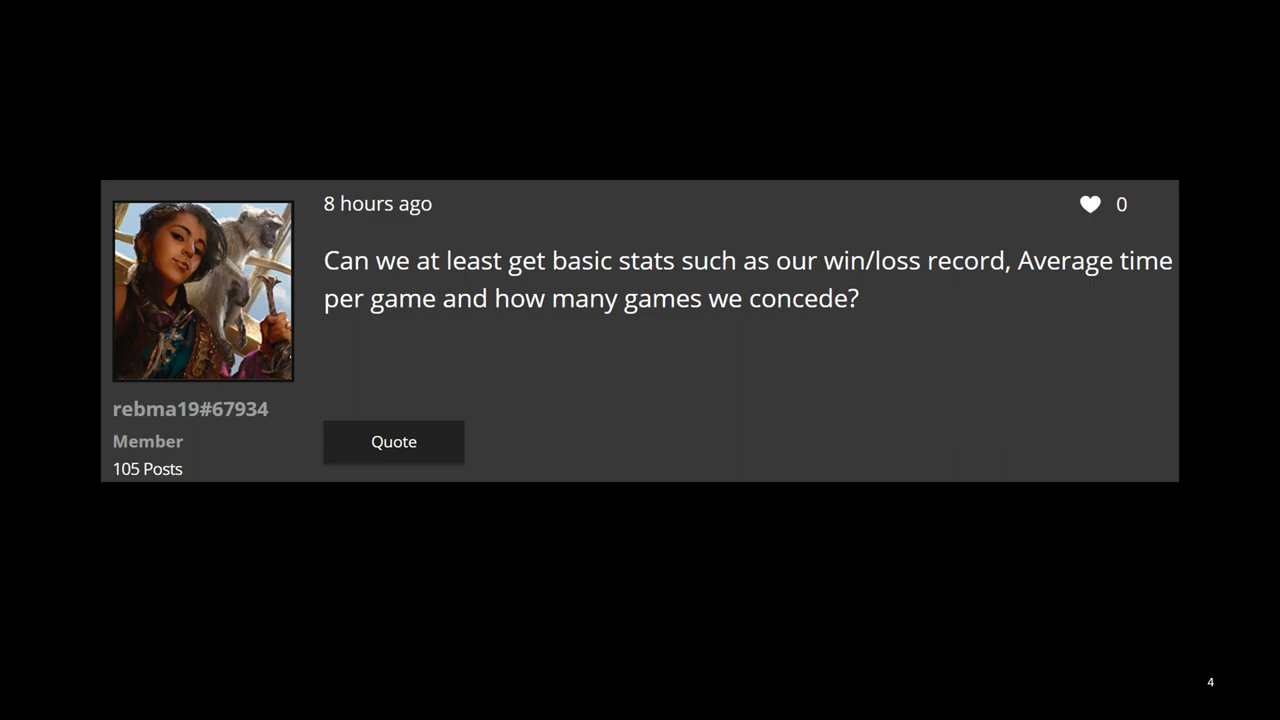 8 hours ago
0
Can we at least get basic stats such as our win/loss record, Average time
per game and how many games we concede?
rebma19#67934
Member
105 Posts
Quote
4